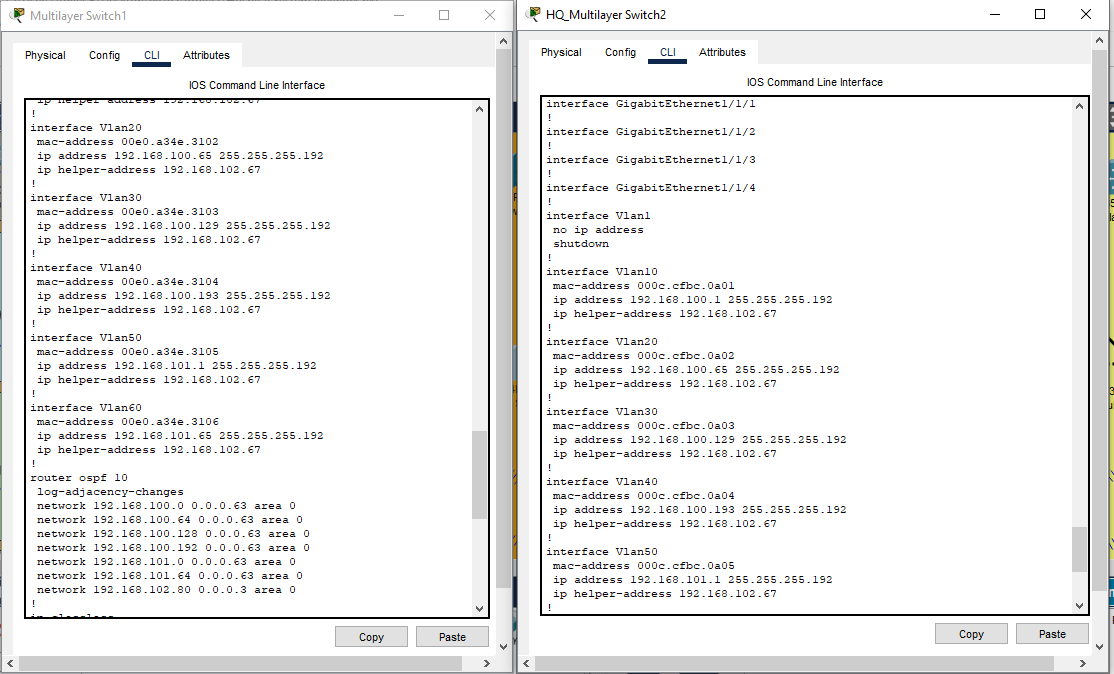 Multilayer Switch1
Physical Config CLI Attributes
IOS Command Line Interface
ip helper-address 192.168.102.67
!
interface Vlan20
mac-address 00e0.a34e.3102
ip address 192.168.100.65 255.255.255.192
ip helper-address 192.168.102.67
!
interface Vlan30
mac-address 00e0.a34e.3103
ip address 192.168.100.129 255.255.255.192
ip helper-address 192.168.102.67
!
interface Vlan40
mac-address 00e0.a34e.3104
ip address 192.168.100.193 255.255.255.192
ip helper-address 192.168.102.67
!
interface Vlan50
mac-address 00e0.a34e.3105
ip address 192.168.101.1 255.255.255.192
ip helper-address 192.168.102.67
!
interface Vlan60
mac-address 00e0.a34e.3106
ip address 192.168.101.65 255.255.255.192
ip helper-address 192.168.102.67
!
router ospf 10
log-adjacency-changes
network 192.168.100.0 0.0.0.63 area 0
network 192.168.100.64 0.0.0.63 area 0
network 192.168.100.128 0.0.0.63 area 0
network 192.168.100.192 0.0.0.63 area 0
network 192.168.101.0 0.0.0.63 area 0
network 192.168.101.64 0.0.0.63 area 0
network 192.168.102.80 0.0.0.3 area 0
!
Copy Paste
HQ_Multilayer Switch2
Physical Config CLI Attributes
IOS Command Line Interface
interface GigabitEthernet1/1/1
!
interface GigabitEthernet1/1/2
!
interface GigabitEthernet1/1/3
!
interface GigabitEthernet1/1/4
!
interface Vlan1
no ip address
shutdown
!
interface Vlan10
mac-address 000c.cfbc.0a01
ip address 192.168.100.1 255.255.255.192
ip helper-address 192.168.102.67
!
interface Vlan20
mac-address 000c.cfbc.0a02
ip address 192.168.100.65 255.255.255.192
ip helper-address 192.168.102.67
!
interface Vlan30
mac-address 000c.cfbc.0a03
ip address 192.168.100.129 255.255.255.192
ip helper-address 192.168.102.67
!
interface Vlan40
mac-address 000c.cfbc.0a04
ip address 192.168.100.193 255.255.255.192
ip helper-address 192.168.102.67
!
interface Vlan50
mac-address 000c.cfbc.0a05
ip address 192.168.101.1 255.255.255.192
ip helper-address 192.168.102.67
!
Copy Paste